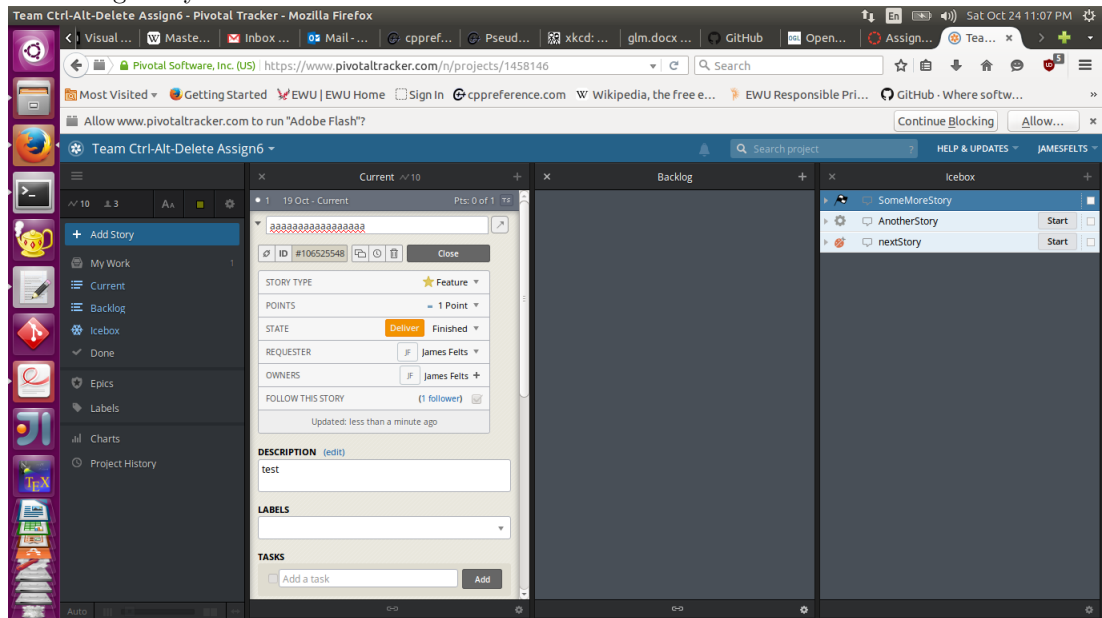 Team Ctrl-Alt-Delete Assign6 - Pivotal Tracker - Mozilla Firefox
En
Sat Oct 24 11:07 PM
Visual ...
Maste...
Inbox ...
Mail - ...
cppref...
Pseud...
xkcd: ...
glm.docx ...
GitHub
Open...
Assign...
Tea...
Pivotal Software, Inc. (US)
https://www.pivotaltracker.com/n/projects/1458146
Search
5
Most Visited
Getting Started
EWU | EWU Home
Sign In
cppreference.com
Wikipedia, the free e...
EWU Responsible Pri...
GitHub · Where softw...
Allow www.pivotaltracker.com to run "Adobe Flash"?
Continue Blocking
Allow...
Team Ctrl-Alt-Delete Assign6
Search project
?
HELP & UPDATES
JAMESFELTS
Current 10
Backlog
Icebox
10
3
AA
Add Story
My Work 1
Current
Backlog
Icebox
Done
Epics
Labels
Charts
Project History
Auto
1 19 Oct - Current
Pts: 0 of 1
TS
aaaaaaaaaaaaaaaaa
ID #106525548
Close
STORY TYPE Feature
POINTS 1 Point
STATE Deliver Finished
REQUESTER JF James Felts
OWNERS JF James Felts +
FOLLOW THIS STORY (1 follower)
Updated: less than a minute ago
DESCRIPTION (edit)
test
LABELS
TASKS
Add a task
Add
SomeMoreStory
AnotherStory Start
nextStory Start
TEX